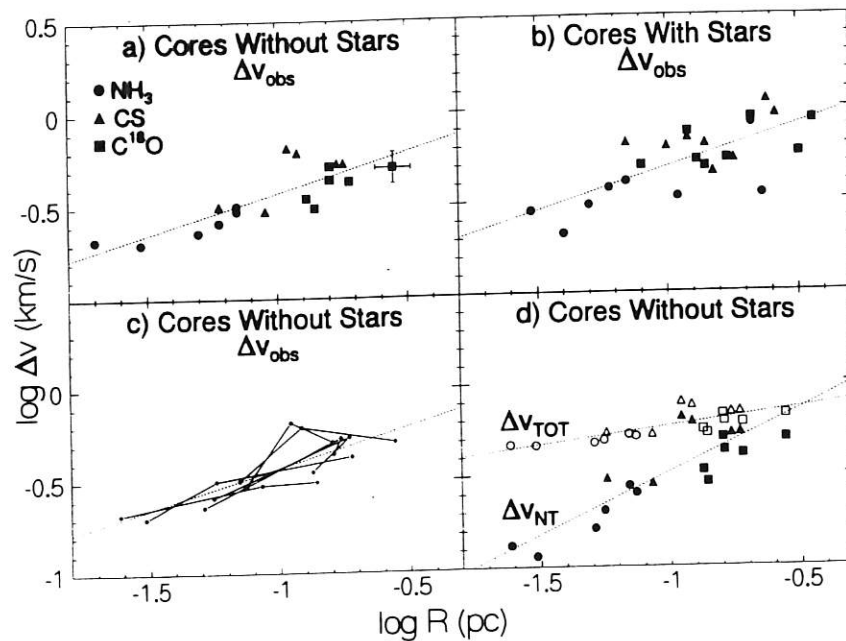 a) Cores Without Stars
Δv_obs
NH₃
CS
C¹⁸O
b) Cores With Stars
Δv_obs
c) Cores Without Stars
Δv_obs
d) Cores Without Stars
Δv_TOT
Δv_NT
0.5
0
-0.5
0.0
-0.5
-1
-1.5
-1
-0.5
-1.5
-1
-0.5
log Δv (km/s)
log R (pc)